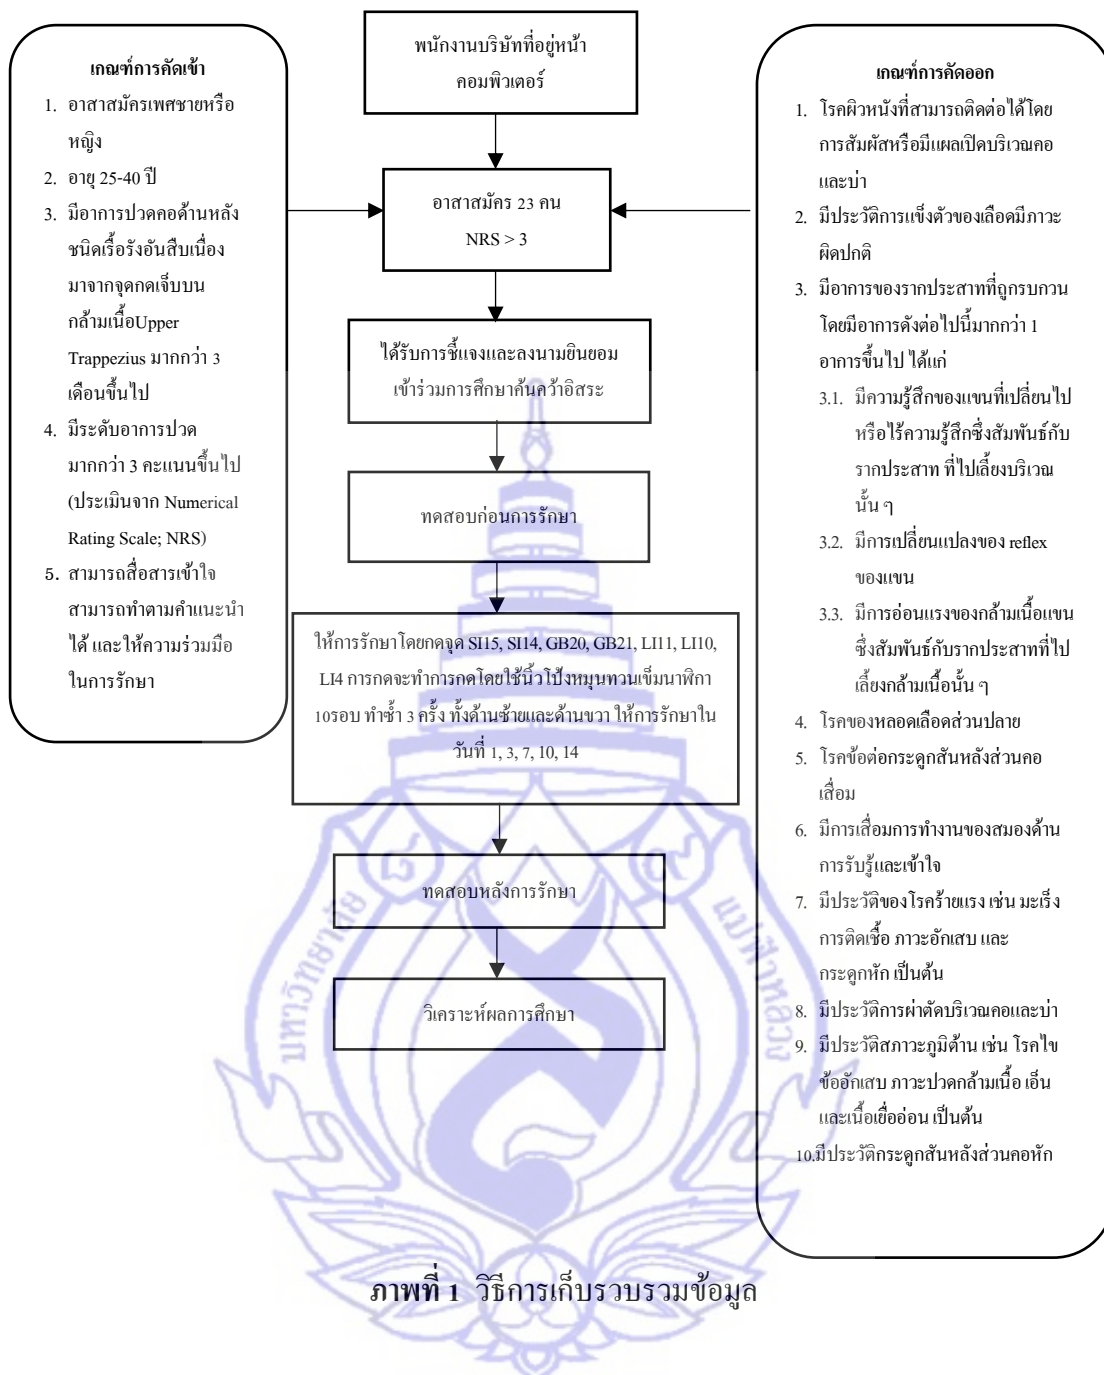 เกณฑ์การคัดเข้า
1. อาสาสมัครเพศชายหรือ
หญิง
2. อายุ 25-40 ปี
3. มีอาการปวดคอด้านหลัง
ชนิดเรื้อรังอันสืบเนื่อง
มาจากจุดกดเจ็บบน
กล้ามเนื้อUpper
Trappezius มากกว่า 3
เดือนขึ้นไป
4. มีระดับอาการปวด
มากกว่า 3 คะแนนขึ้นไป
(ประเมินจาก Numerical
Rating Scale; NRS)
5. สามารถสื่อสารเข้าใจ
สามารถทำตามคำแนะนำ
ได้ และให้ความร่วมมือ
ในการรักษา
พนักงานบริษัทที่อยู่หน้า
คอมพิวเตอร์
อาสาสมัคร 23 คน
NRS > 3
ได้รับการชี้แจงและลงนามยินยอม
เข้าร่วมการศึกษาค้นคว้าอิสระ
ทดสอบก่อนการรักษา
ให้การรักษาโดยกดจุด SI15, SI14, GB20, GB21, LI11, LI10,
LI4 การกดจะทำการกดโดยใช้นิ้วโป้งหมุนทวนเข็มนาฬิกา
10รอบ ทำซ้ำ 3 ครั้ง ทั้งด้านซ้ายและด้านขวา ให้การรักษาใน
วันที่ 1, 3, 7, 10, 14
ทดสอบหลังการรักษา
วิเคราะห์ผลการศึกษา
เกณฑ์การคัดออก
1. โรคผิวหนังที่สามารถติดต่อได้โดย
การสัมผัสหรือมีแผลเปิดบริเวณคอ
และบ่า
2. มีประวัติการแข็งตัวของเลือดมีภาวะ
ผิดปกติ
3. มีอาการของรากประสาทที่ถูกรบกวน
โดยมีอาการดังต่อไปนี้มากกว่า 1
อาการขึ้นไป ได้แก่
3.1. มีความรู้สึกของแขนที่เปลี่ยนไป
หรือไร้ความรู้สึกซึ่งสัมพันธ์กับ
รากประสาท ที่ไปเลี้ยงบริเวณ
นั้น ๆ
3.2. มีการเปลี่ยนแปลงของ reflex
ของแขน
3.3. มีการอ่อนแรงของกล้ามเนื้อแขน
ซึ่งสัมพันธ์กับรากประสาทที่ไป
เลี้ยงกล้ามเนื้อนั้น ๆ
4. โรคของหลอดเลือดส่วนปลาย
5. โรคข้อต่อกระดูกสันหลังส่วนคอ
เสื่อม
6. มีการเสื่อมการทำงานของสมองด้าน
การรับรู้และเข้าใจ
7. มีประวัติของโรคร้ายแรง เช่น มะเร็ง
การติดเชื้อ ภาวะอักเสบ และ
กระดูกหัก เป็นต้น
8. มีประวัติการผ่าตัดบริเวณคอและบ่า
9. มีประวัติสภาวะภูมิต้าน เช่น โรคไข
ข้ออักเสบ ภาวะปวดกล้ามเนื้อ เอ็น
และเนื้อเยื่ออ่อน เป็นต้น
10.มีประวัติกระดูกสันหลังส่วนคอหัก
มหาวิทยาลัย
แม่ฟ้าหลวง
ภาพที่ 1 วิธีการเก็บรวบรวมข้อมูล